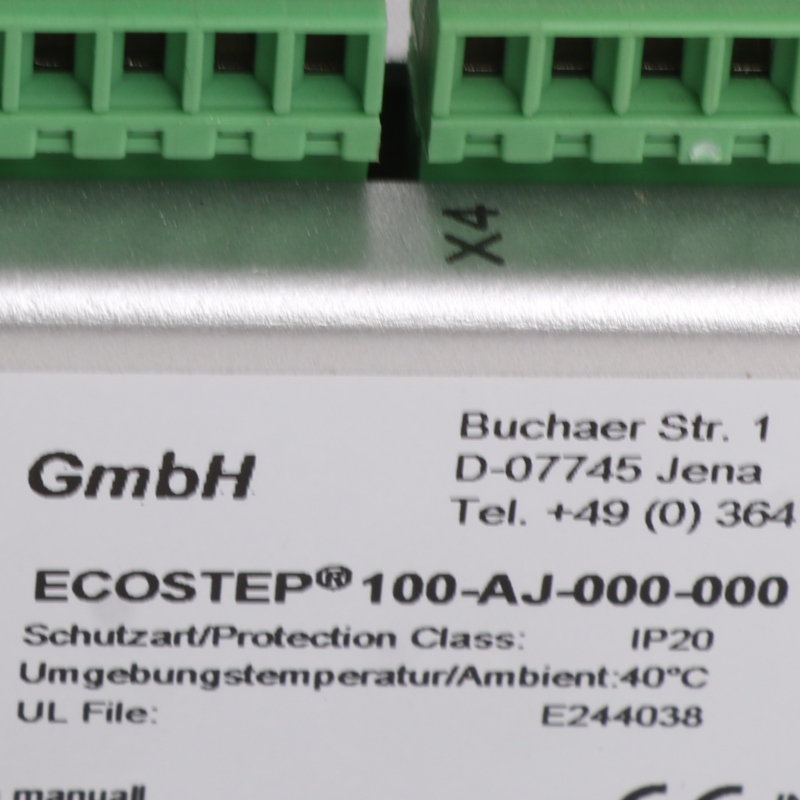 X4
GmbH
Buchaer Str. 1
D-07745 Jena
Tel. +49 (0) 364
ECOSTEP® 100-AJ-000-000
Schutzart/Protection Class: IP20
Umgebungstemperatur/Ambient:40°C
UL File: E244038
manuall